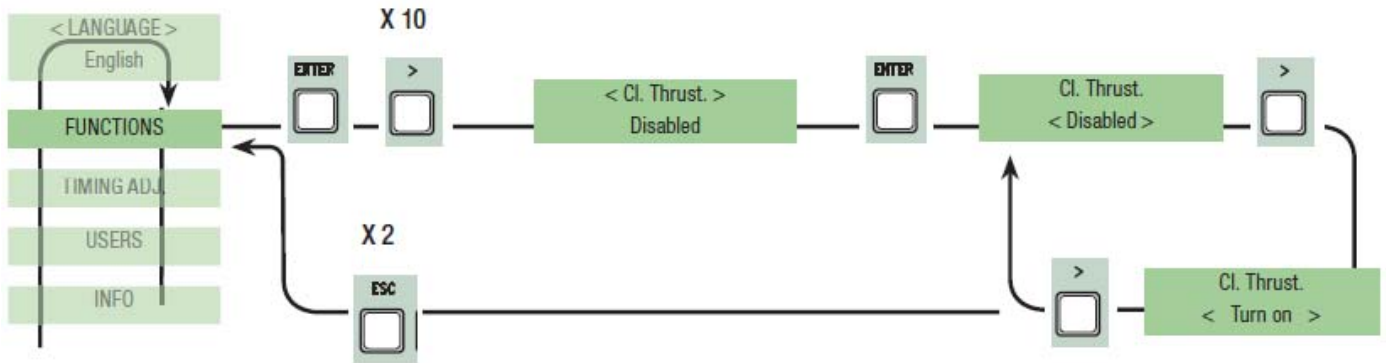 X 10
< LANGUAGE >
English
ENTER
>
< Cl. Thrust. >
Disabled
ENTER
Cl. Thrust.
< Disabled >
>
FUNCTIONS
TIMING ADJ.
USERS
INFO
X 2
ESC
>
Cl. Thrust.
< Turn on >